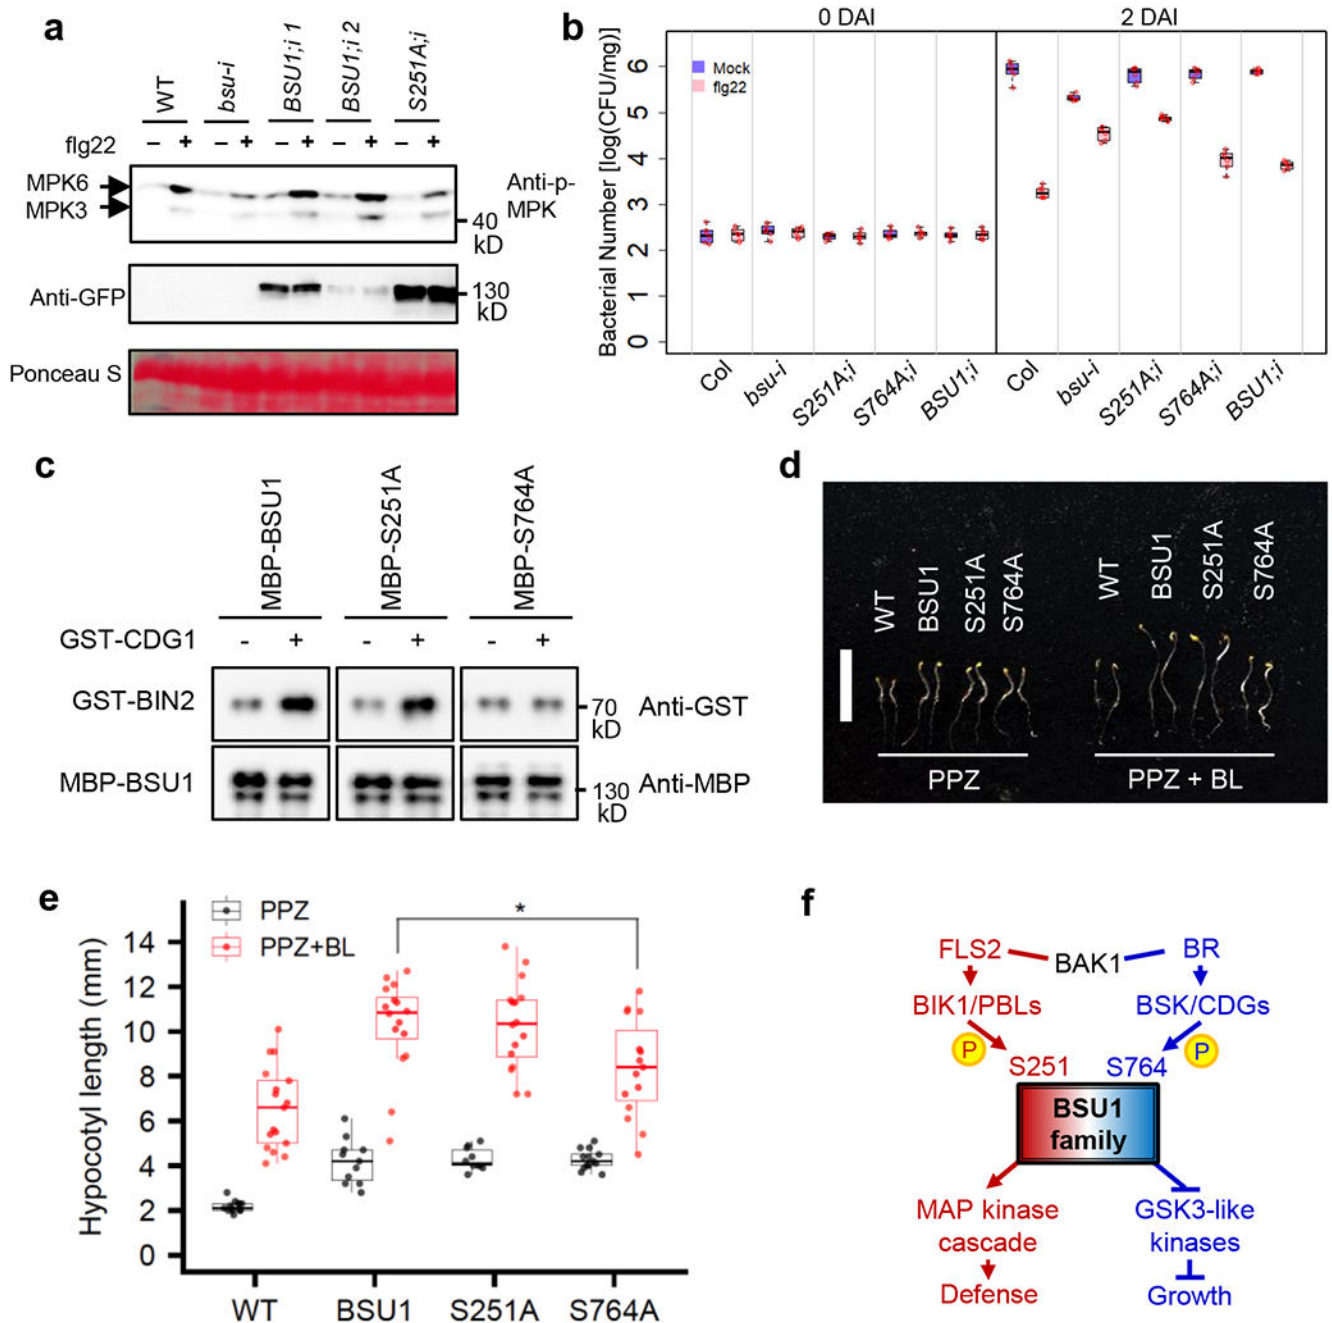 a
WT
bsu-i
BSU1;i 1
BSU1;i 2
S251A;i
flg22 – + – + – + – + – +
MPK6
MPK3
Anti-p-
MPK
40
kD
Anti-GFP
130
kD
Ponceau S
b
0 DAI
2 DAI
Bacterial Number [log(CFU/mg)]
6
5
4
3
2
1
0
Mock
flg22
Col
bsu-i
S251A;i
S764A;i
BSU1;i
Col
bsu-i
S251A;i
S764A;i
BSU1;i
c
MBP-BSU1
MBP-S251A
MBP-S764A
GST-CDG1 - + - + - +
GST-BIN2
70
kD
Anti-GST
MBP-BSU1
130
kD
Anti-MBP
d
WT
BSU1
S251A
S764A
WT
BSU1
S251A
S764A
PPZ
PPZ + BL
e
PPZ
PPZ+BL
*
Hypocotyl length (mm)
14
12
10
8
6
4
2
0
WT BSU1 S251A S764A
f
FLS2 BAK1 BR
BIK1/PBLs BSK/CDGs
P P
S251 S764
BSU1
family
MAP kinase
cascade
Defense
GSK3-like
kinases
Growth